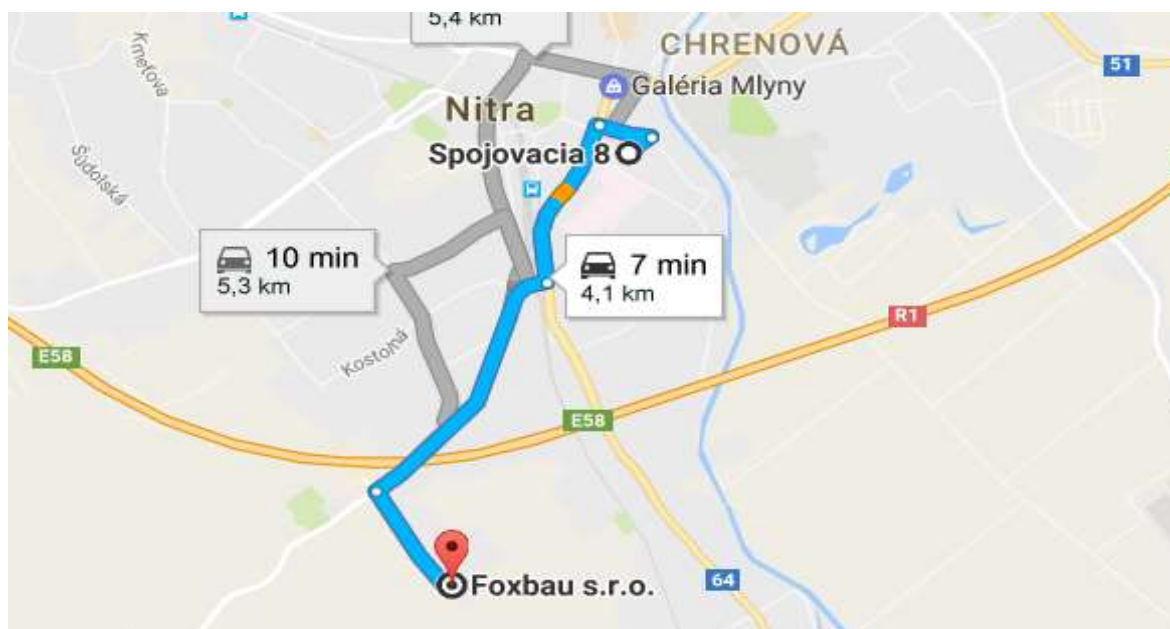 5,4 km
CHRENOVÁ
51
Kmeťova
Galéria Mlyny
Nitra
Spojovacia 8
Šúdolská
10 min
5,3 km
7 min
4,1 km
R1
Kostolná
E58
E58
64
Foxbau s.r.o.